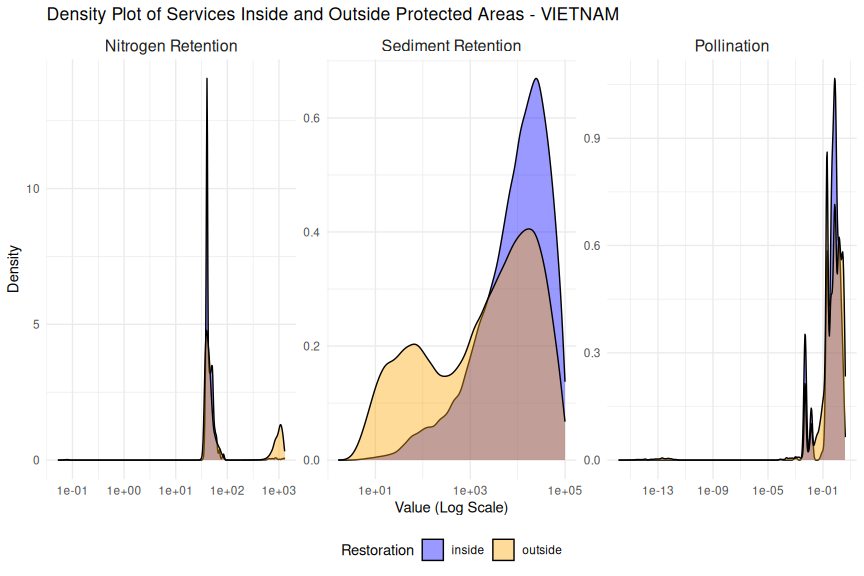 Density Plot of Services Inside and Outside Protected Areas - VIETNAM
Nitrogen Retention
Sediment Retention
Pollination
Density
10
5
0
0.6
0.4
0.2
0.0
0.9
0.6
0.3
0.0
1e-01 1e+00 1e+01 1e+02 1e+03
1e+01 1e+03 1e+05
1e-13 1e-09 1e-05 1e-01
Value (Log Scale)
Restoration inside outside